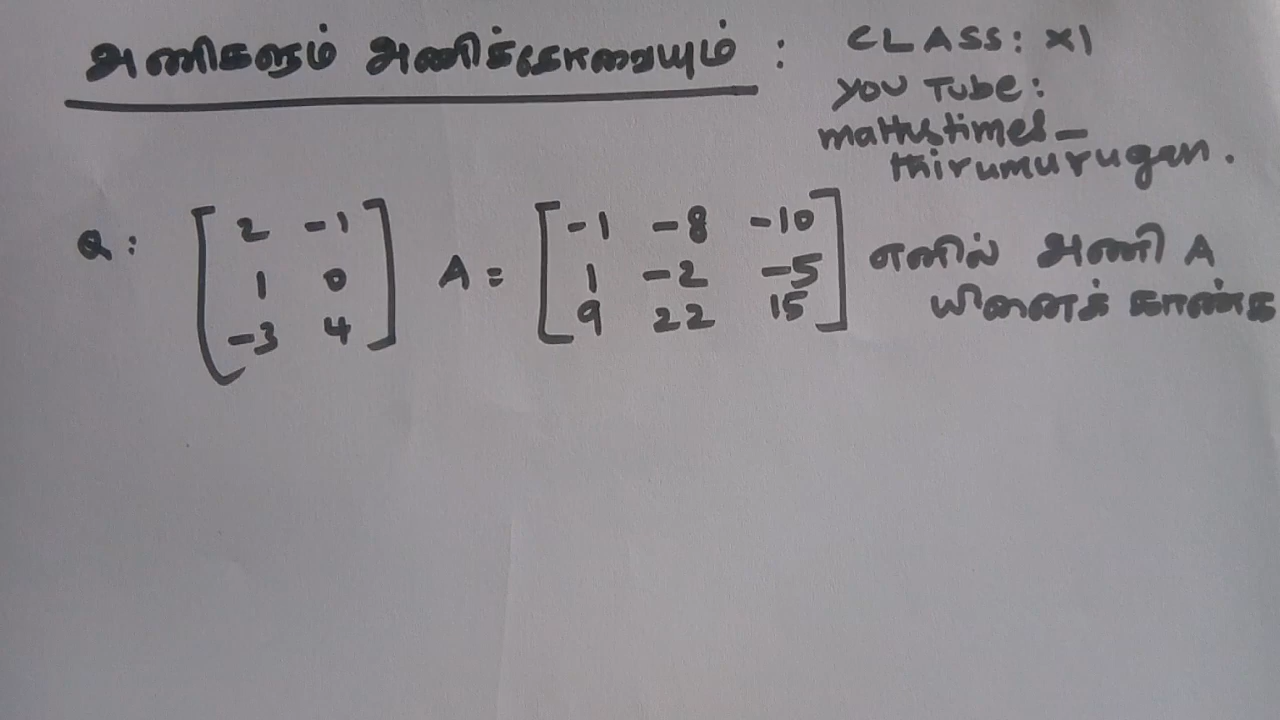 அணிகளும் அணிக்கோவையும் : CLASS: XI
YOU TUBE:
mathstimes-
thirumurugan.
Q: [ 2 -1 ] A = [ -1 -8 -10 ] எனில் அணி A
[ 1 0 ] [ 1 -2 -5 ] யினைக் காண்க
[ -3 4 ] [ 9 22 15 ]